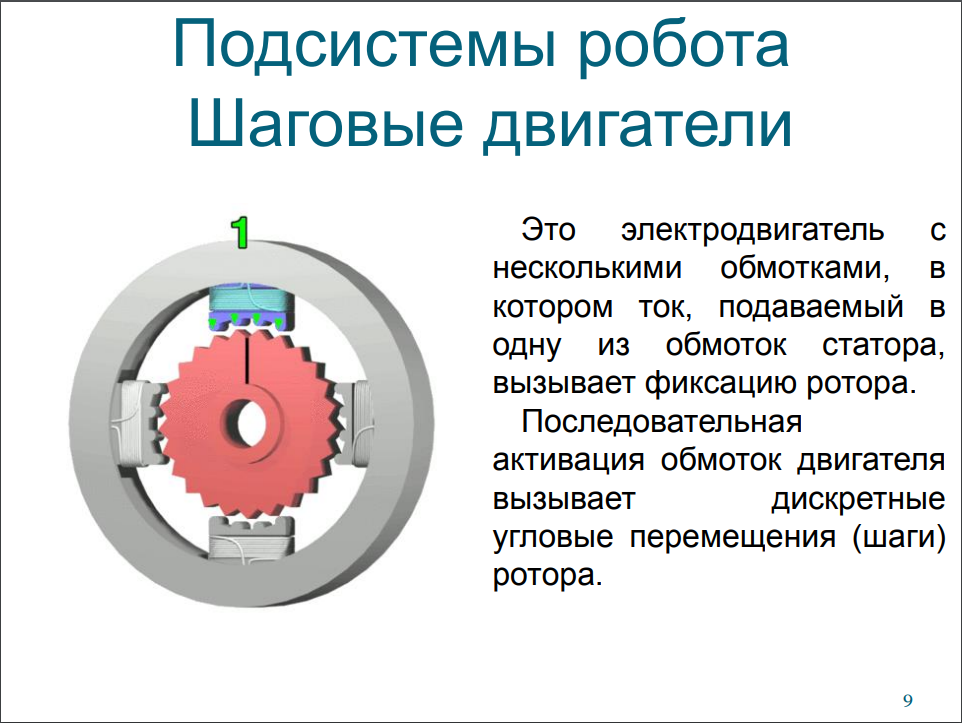 Подсистемы робота
Шаговые двигатели
1
Это электродвигатель с
несколькими обмотками, в
котором ток, подаваемый в
одну из обмоток статора,
вызывает фиксацию ротора.
Последовательная
активация обмоток двигателя
вызывает дискретные
угловые перемещения (шаги)
ротора.
9